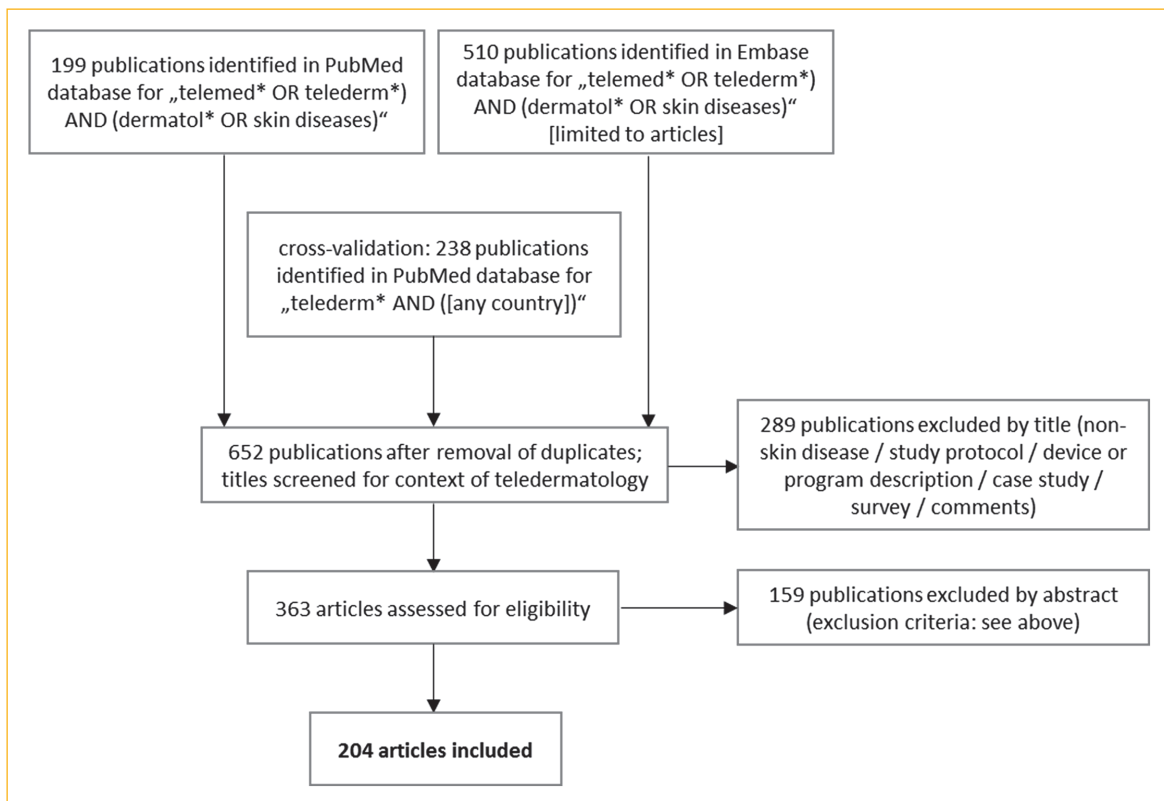 199 publications identified in PubMed
database for „telemed* OR telederm*)
AND (dermatol* OR skin diseases)“
510 publications identified in Embase
database for „telemed* OR telederm*)
AND (dermatol* OR skin diseases)“
[limited to articles]
cross-validation: 238 publications
identified in PubMed database for
„telederm* AND ([any country])“
652 publications after removal of duplicates;
titles screened for context of teledermatology
289 publications excluded by title (non-
skin disease / study protocol / device or
program description / case study /
survey / comments)
363 articles assessed for eligibility
159 publications excluded by abstract
(exclusion criteria: see above)
204 articles included